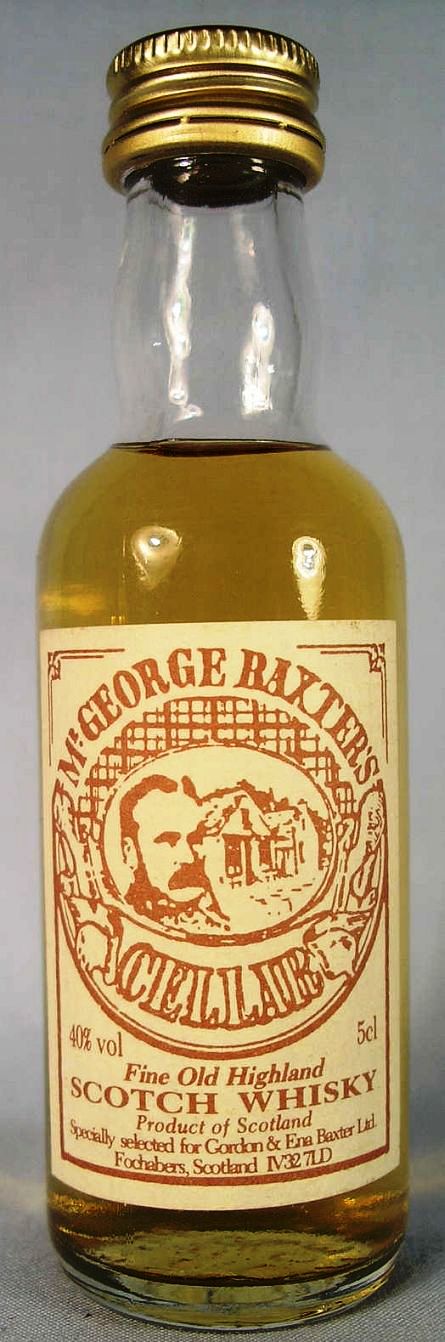 Mr. GEORGE BAXTER'S
CELLAR
40% vol
5cl
Fine Old Highland
SCOTCH WHISKY
Product of Scotland
Specially selected for Gordon & Ena Baxter Ltd.
Fochabers, Scotland IV32 7LD